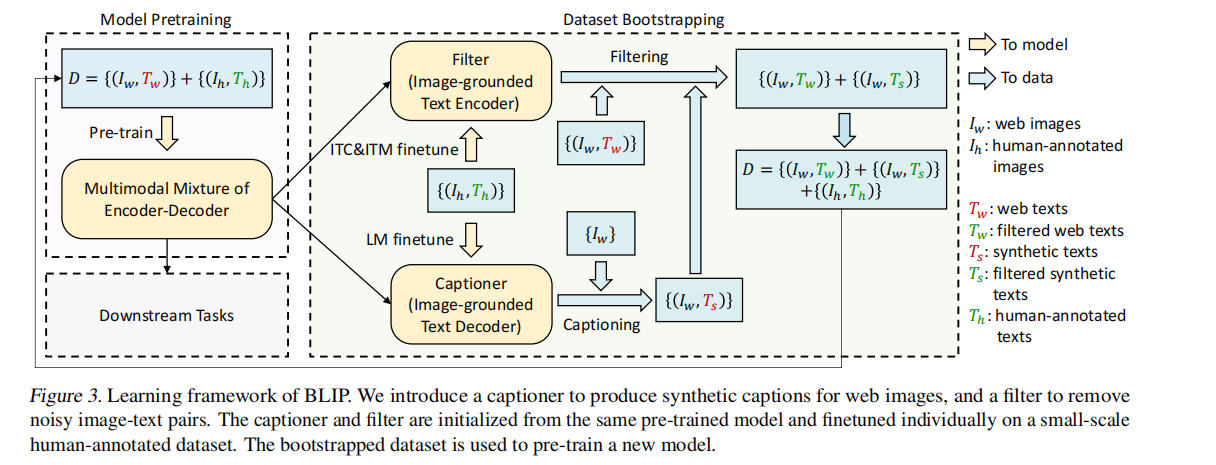 Model Pretraining
D = {(I_w, T_w)} + {(I_h, T_h)}
Pre-train
Multimodal Mixture of
Encoder-Decoder
Downstream Tasks
Dataset Bootstrapping
Filter
(Image-grounded
Text Encoder)
Filtering
ITC&ITM finetune
{(I_w, T_w)}
{(I_h, T_h)}
LM finetune
{I_w}
Captioner
(Image-grounded
Text Decoder)
Captioning
{(I_w, T_s)}
{(I_w, T_w)} + {(I_w, T_s)}
D = {(I_w, T_w)} + {(I_w, T_s)}
+{(I_h, T_h)}
To model
To data
I_w: web images
I_h: human-annotated
images
T_w: web texts
T_w: filtered web texts
T_s: synthetic texts
T_s: filtered synthetic
texts
T_h: human-annotated
texts
Figure 3. Learning framework of BLIP. We introduce a captioner to produce synthetic captions for web images, and a filter to remove
noisy image-text pairs. The captioner and filter are initialized from the same pre-trained model and finetuned individually on a small-scale
human-annotated dataset. The bootstrapped dataset is used to pre-train a new model.